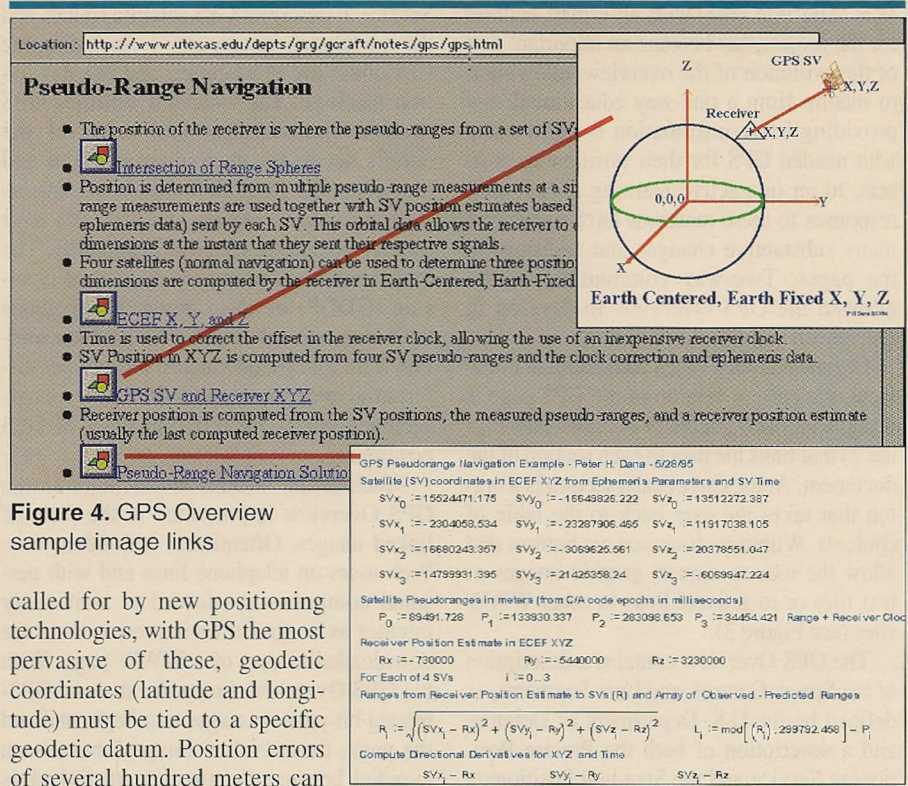 Location: http://www.utexas.edu/depts/grg/gcraft/notes/gps/gps.html
Pseudo-Range Navigation
The position of the receiver is where the pseudo-ranges from a set of SV
Intersection of Range Spheres
Position is determined from multiple pseudo-range measurements at a si
range measurements are used together with SV position estimates based
ephemeris data) sent by each SV. This orbital data allows the receiver to c
dimensions at the instant that they sent their respective signals.
Four satellites (normal navigation) can be used to determine three positio
dimensions are computed by the receiver in Earth-Centered, Earth-Fixed
ECEF X, Y, and Z
Time is used to correct the offset in the receiver clock, allowing the use of an inexpensive receiver clock.
SV Position in XYZ is computed from four SV pseudo-ranges and the clock correction and ephemeris data.
GPS SV and Receiver XYZ
Receiver position is computed from the SV positions, the measured pseudo-ranges, and a receiver position estimate
(usually the last computed receiver position).
Pseudo-Range Navigation Solutio
Z
GPS SV
X,Y,Z
Receiver
X,Y,Z
0,0,0
Y
X
Earth Centered, Earth Fixed X, Y, Z
GPS Pseudorange Navigation Example - Peter H. Dana - 5/28/95
Satellite (SV) coordinates in ECEF XYZ from Ephemeris Parameters and SV Time
SVx0 := 15524471.175 SVy0 := -16649826.222 SVz0 := 13512272.387
SVx1 := -2304058.534 SVy1 := -23287906.465 SVz1 := 11917038.105
SVx2 := 16680243.357 SVy2 := -3069625.561 SVz2 := 20378551.047
SVx3 := -14799931.395 SVy3 := -21425358.24 SVz3 := 6069947.224
Satellite Pseudoranges in meters (from C/A code epochs in milliseconds)
P0 := 89491.728 P1 := 133930.337 P2 := 283098.653 P3 := 34454.421 Range + Receiver Cloc
Receiver Position Estimate in ECEF XYZ
Rx := -730000 Ry := -5440000 Rz := 3230000
For Each of 4 SVs i := 0..3
Ranges from Receiver Position Estimate to SVs (R) and Array of Observed - Predicted Ranges
Ri := √((SVxi - Rx)² + (SVyi - Ry)² + (SVzi - Rz)²) Li := mod[(Ri),299792.458] - Pi
Compute Directional Derivatives for XYZ and Time
SVxi - Rx SVyi - Ry SVzi - Rz
Figure 4. GPS Overview
sample image links
called for by new positioning
technologies, with GPS the most
pervasive of these, geodetic
coordinates (latitude and longi-
tude) must be tied to a specific
geodetic datum. Position errors
of several hundred meters can